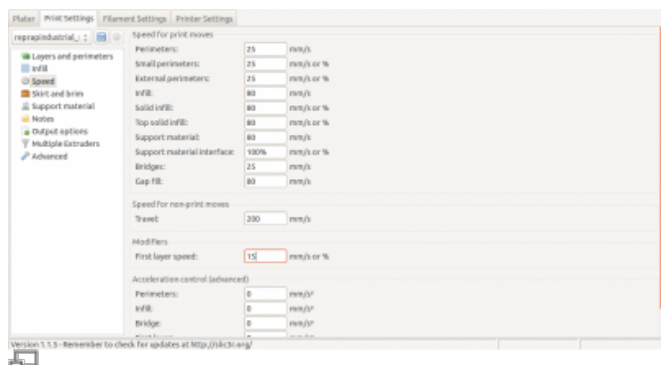 Plater Print Settings Filament Settings Printer Settings
reprapindustrial_
Layers and perimeters
Infill
Speed
Skirt and brim
Support material
Notes
Output options
Multiple Extruders
Advanced
Speed for print moves
Perimeters: 25 mm/s
Small perimeters: 25 mm/s or %
External perimeters: 25 mm/s or %
Infill: 80 mm/s
Solid infill: 80 mm/s or %
Top solid infill: 80 mm/s or %
Support material: 80 mm/s
Support material interface: 100% mm/s or %
Bridges: 25 mm/s
Gap fill: 80 mm/s
Speed for non-print moves
Travel: 200 mm/s
Modifiers
First layer speed: 15 mm/s or %
Acceleration control (advanced)
Perimeters: 0 mm/s²
Infill: 0 mm/s²
Bridge: 0 mm/s²
Version 1.1.5 - Remember to check for updates at http://slic3r.org/